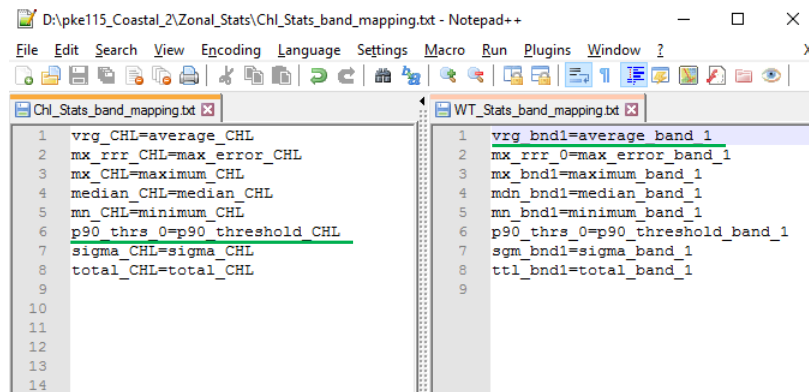 D:\pke115_Coastal_2\Zonal_Stats\Chl_Stats_band_mapping.txt - Notepad++
File Edit Search View Encoding Language Settings Macro Run Plugins Window ? X
Chl_Stats_band_mapping.txt
1 vrg_CHL=average_CHL
2 mx_rrr_CHL=max_error_CHL
3 mx_CHL=maximum_CHL
4 median_CHL=median_CHL
5 mn_CHL=minimum_CHL
6 p90_thrs_0=p90_threshold_CHL
7 sigma_CHL=sigma_CHL
8 total_CHL=total_CHL
9
10
11
12
13
14
WT_Stats_band_mapping.txt
1 vrg_bnd1=average_band_1
2 mx_rrr_0=max_error_band_1
3 mx_bnd1=maximum_band_1
4 mdn_bnd1=median_band_1
5 mn_bnd1=minimum_band_1
6 p90_thrs_0=p90_threshold_band_1
7 sgm_bnd1=sigma_band_1
8 ttl_bnd1=total_band_1
9